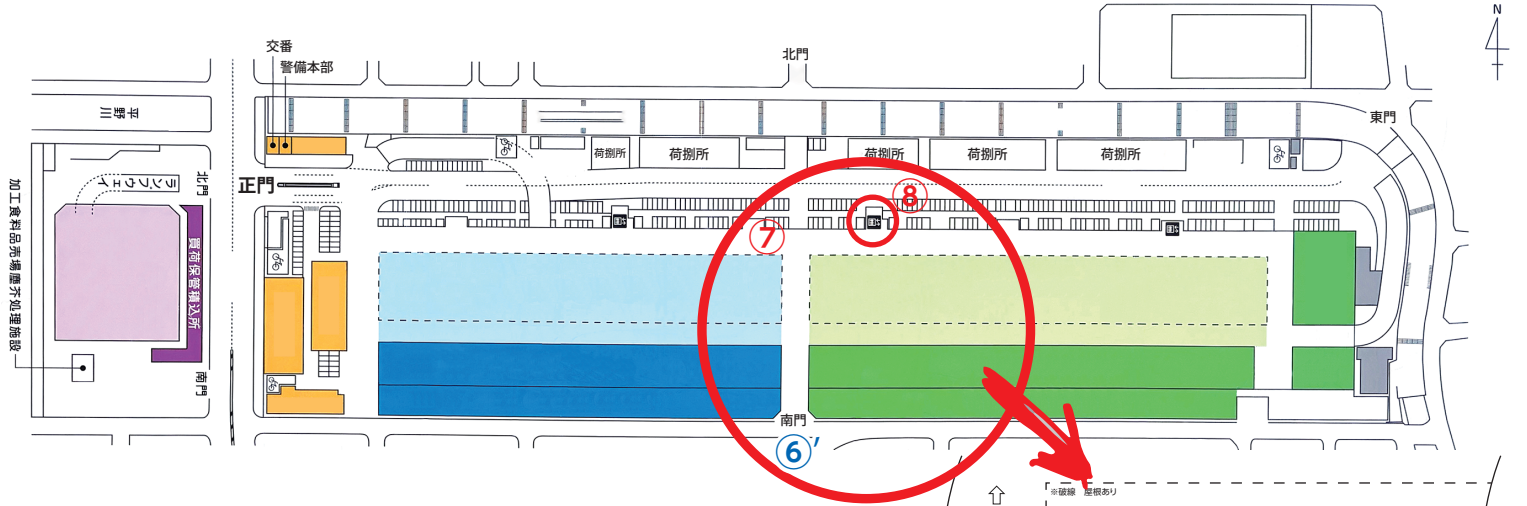 N
交番
警備本部
北門
平野川
東門
荷捌所
荷捌所
荷捌所
荷捌所
荷捌所
正門
北門
ランプウェイ
加工食料品売場塵芥処理施設
買荷保管積込所
南門
⑧
⑦
南門
⑥’
※破線 屋根あり